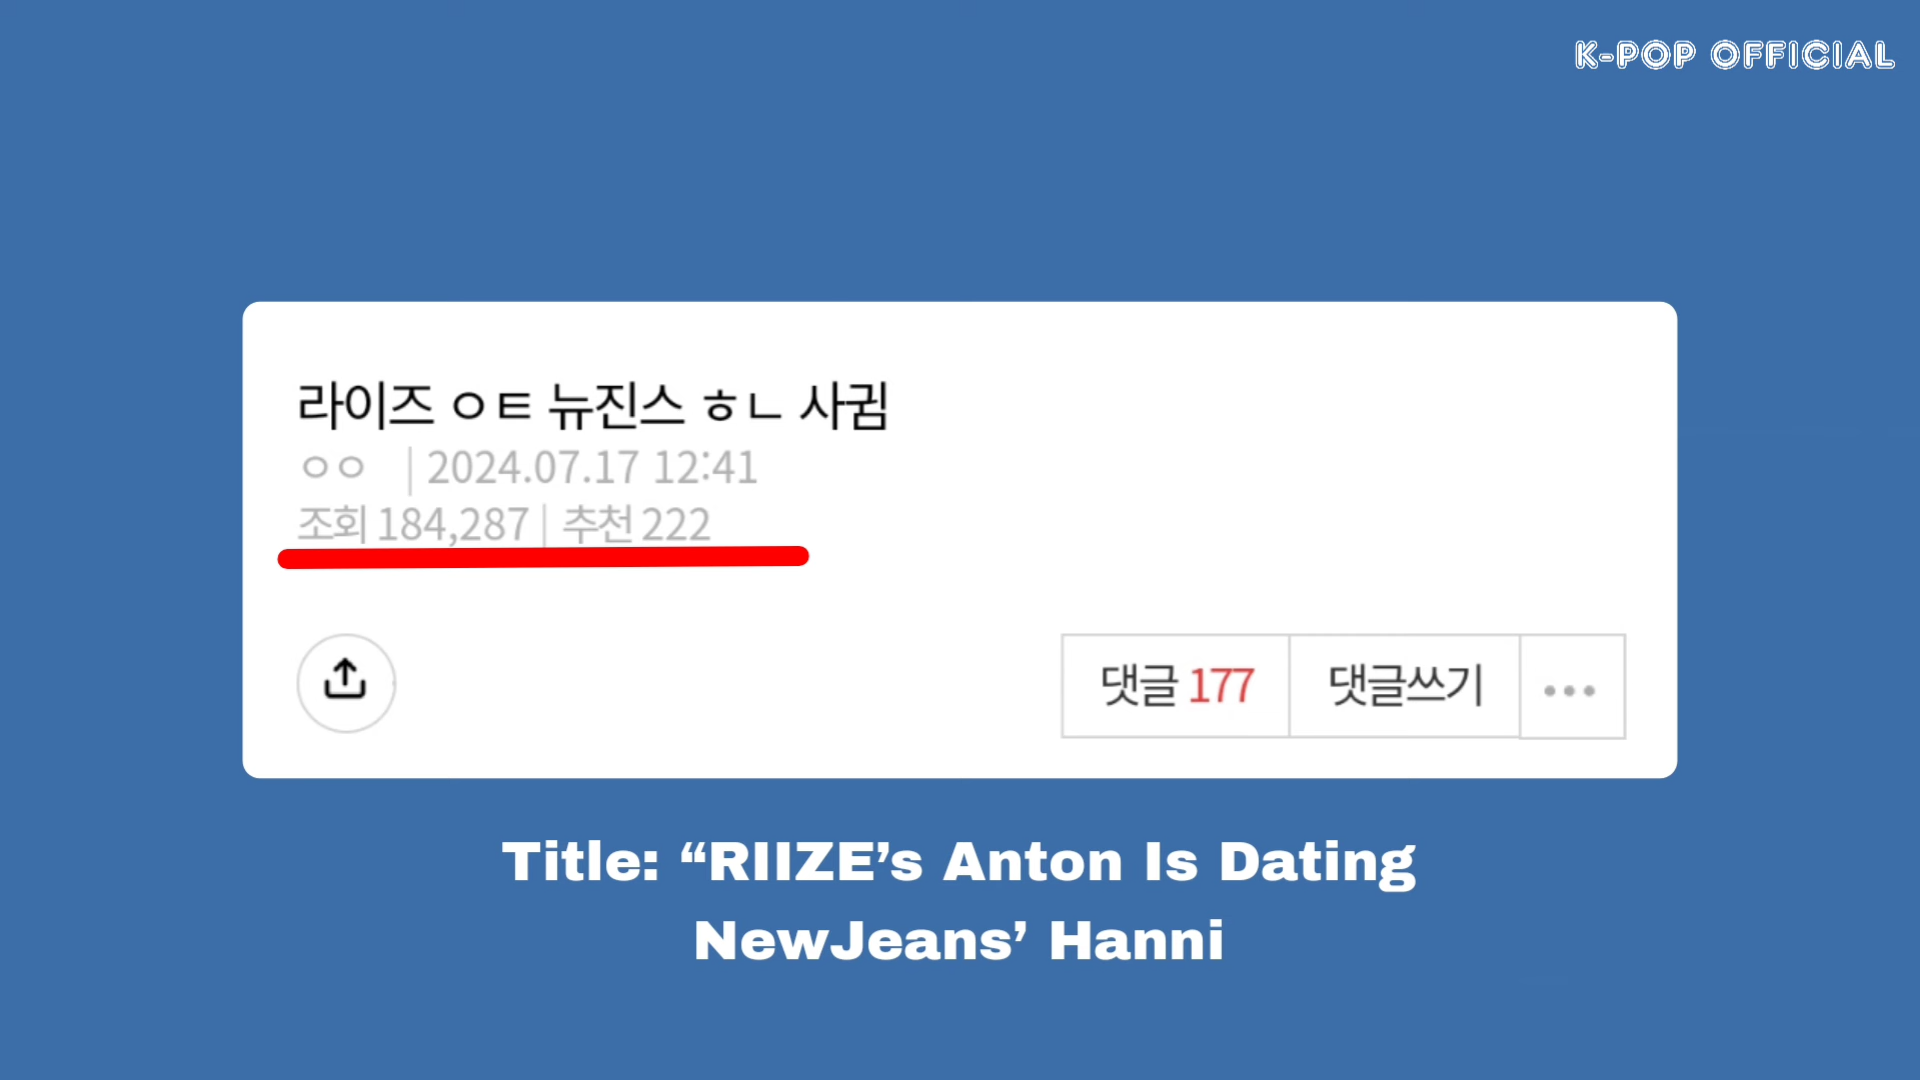 K-POP OFFICIAL
라이즈 ㅇㅌ 뉴진스 ㅎㄴ 사귐
ㅇㅇ | 2024.07.17 12:41
조회 184,287 | 추천 222
댓글 177 댓글쓰기 •••
Title: “RIIZE’s Anton Is Dating
NewJeans’ Hanni